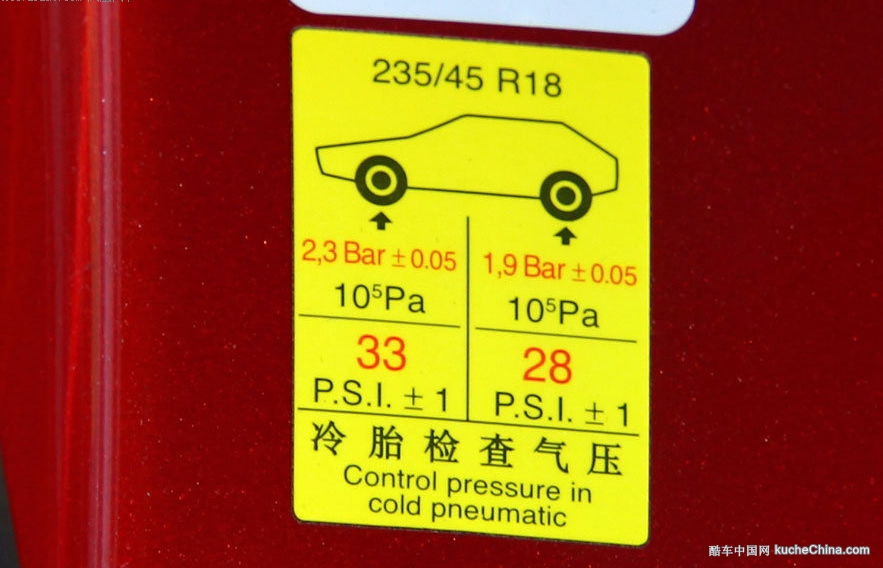 235/45 R18
2,3 Bar ± 0.05
1,9 Bar ± 0.05
10⁵Pa
10⁵Pa
33
28
P.S.I. ± 1
P.S.I. ± 1
冷胎检查气压
Control pressure in
cold pneumatic
酷车中国网 kucheChina.com